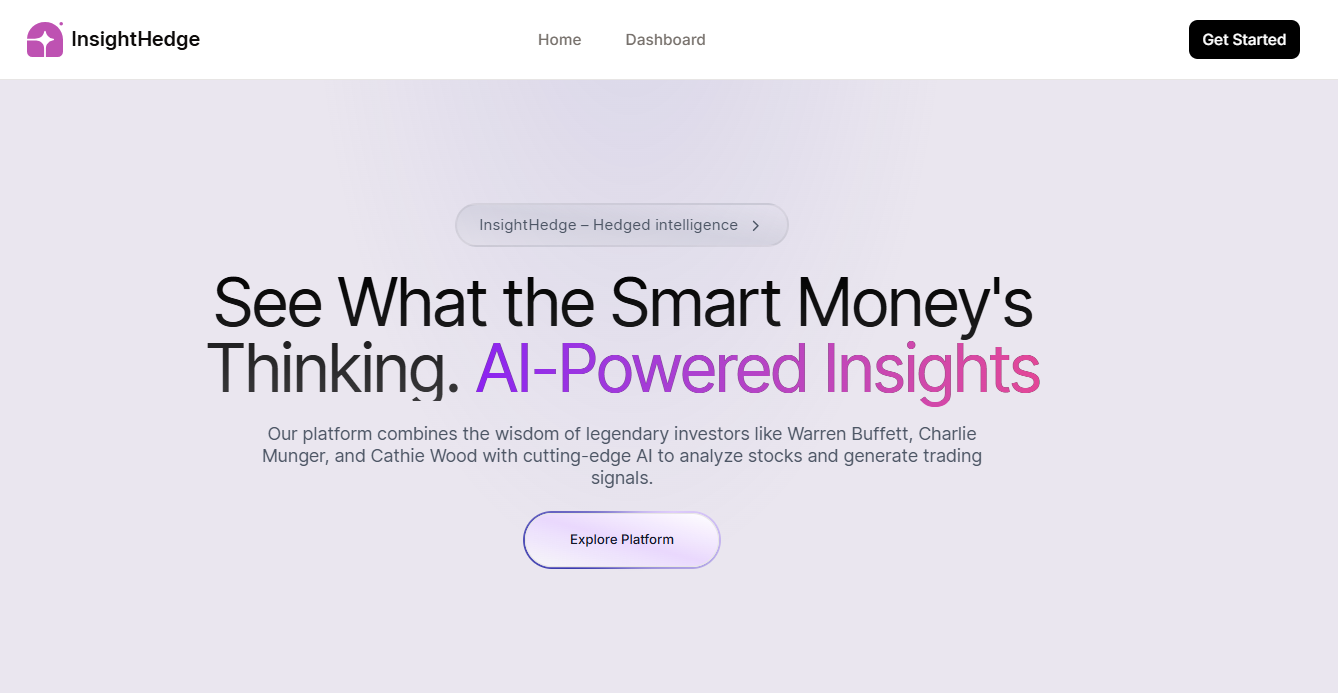 InsightHedge
Home
Dashboard
Get Started
InsightHedge – Hedged intelligence
See What the Smart Money's
Thinking. AI-Powered Insights
Our platform combines the wisdom of legendary investors like Warren Buffett, Charlie
Munger, and Cathie Wood with cutting-edge AI to analyze stocks and generate trading
signals.
Explore Platform